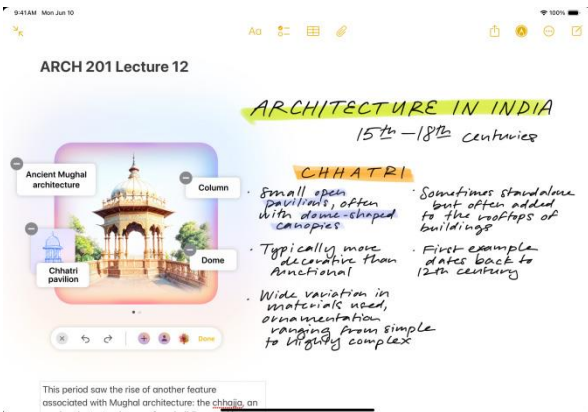 9:41 AM Mon Jun 10
100%
Aa
ARCH 201 Lecture 12
ARCHITECTURE IN INDIA
15th – 18th centuries
Ancient Mughal
architecture
Column
Dome
Chhatri
pavilion
Done
CHHATRI
· Small open
pavilions, often
with dome-shaped
canopies
· Typically more
decorative than
functional
· Wide variation in
materials used,
ornamentation
ranging from simple
to highly complex
· Sometimes standalone
but often added
to the rooftops of
buildings
· First example
dates back to
12th century
This period saw the rise of another feature
associated with Mughal architecture: the chhajja, an